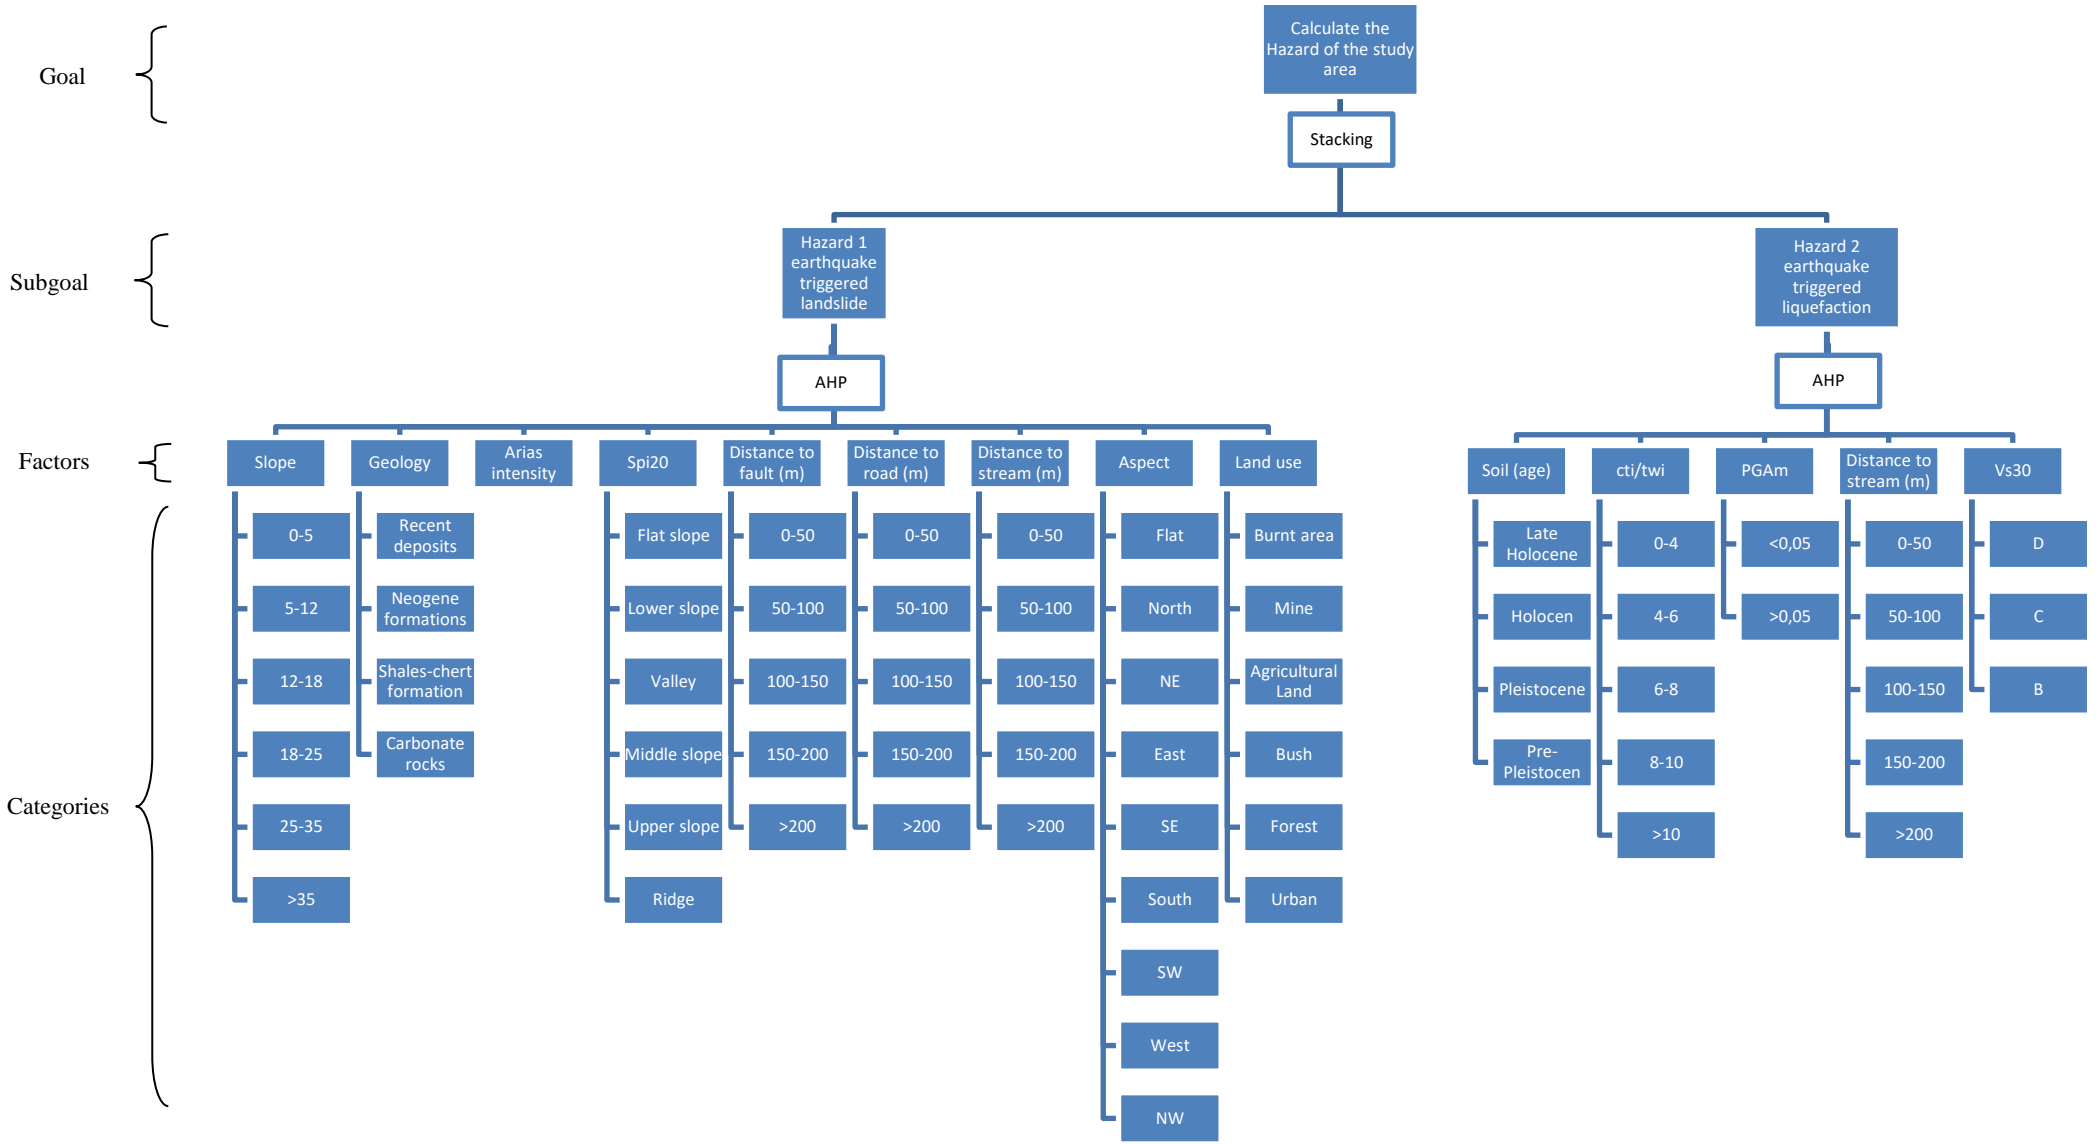 Goal
Calculate the
Hazard of the study
area
Stacking
Subgoal
Hazard 1
earthquake
triggered
landslide
Hazard 2
earthquake
triggered
liquefaction
AHP
AHP
Factors
Slope
Geology
Arias
intensity
Spi20
Distance to
fault (m)
Distance to
road (m)
Distance to
stream (m)
Aspect
Land use
Soil (age)
cti/twi
PGAm
Distance to
stream (m)
Vs30
Categories
0-5
5-12
12-18
18-25
25-35
>35
Recent
deposits
Neogene
formations
Shales-chert
formation
Carbonate
rocks
Flat slope
Lower slope
Valley
Middle slope
Upper slope
Ridge
0-50
50-100
100-150
150-200
>200
0-50
50-100
100-150
150-200
>200
0-50
50-100
100-150
150-200
>200
Flat
North
NE
East
SE
South
SW
West
NW
Burnt area
Mine
Agricultural
Land
Bush
Forest
Urban
Late
Holocene
Holocen
Pleistocene
Pre-
Pleistocen
0-4
4-6
6-8
8-10
>10
<0,05
>0,05
0-50
50-100
100-150
150-200
>200
D
C
B